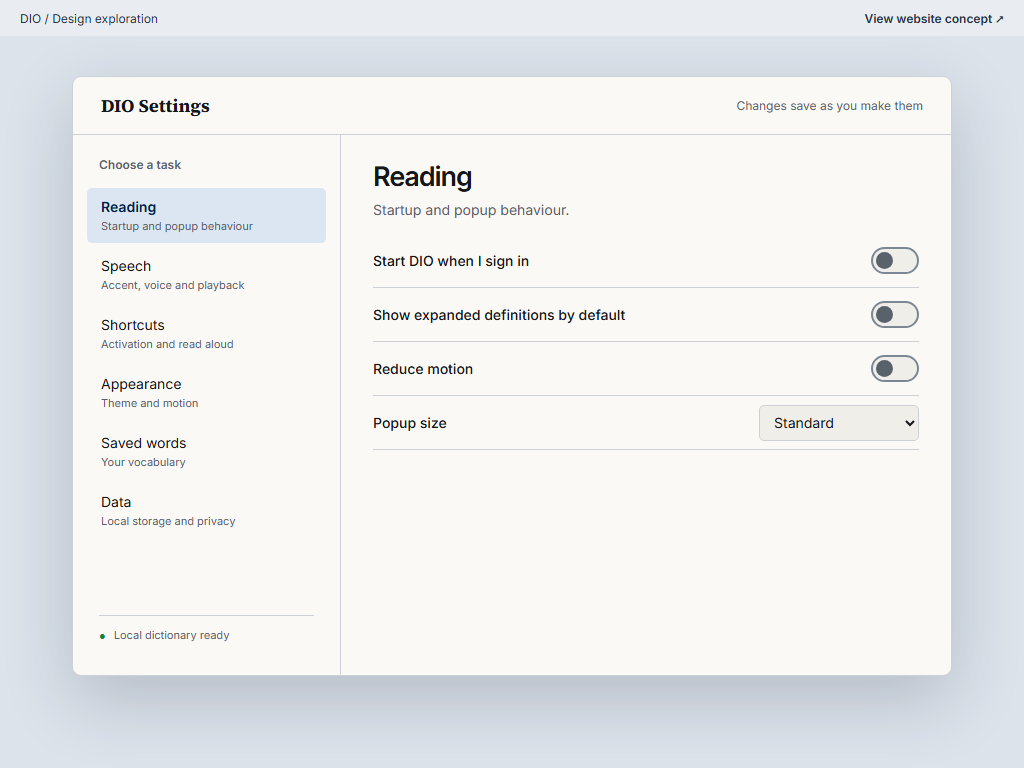 DIO / Design exploration
View website concept ↗
DIO Settings
Changes save as you make them
Choose a task
Reading
Startup and popup behaviour
Speech
Accent, voice and playback
Shortcuts
Activation and read aloud
Appearance
Theme and motion
Saved words
Your vocabulary
Data
Local storage and privacy
Local dictionary ready
Reading
Startup and popup behaviour.
Start DIO when I sign in
Show expanded definitions by default
Reduce motion
Popup size
Standard